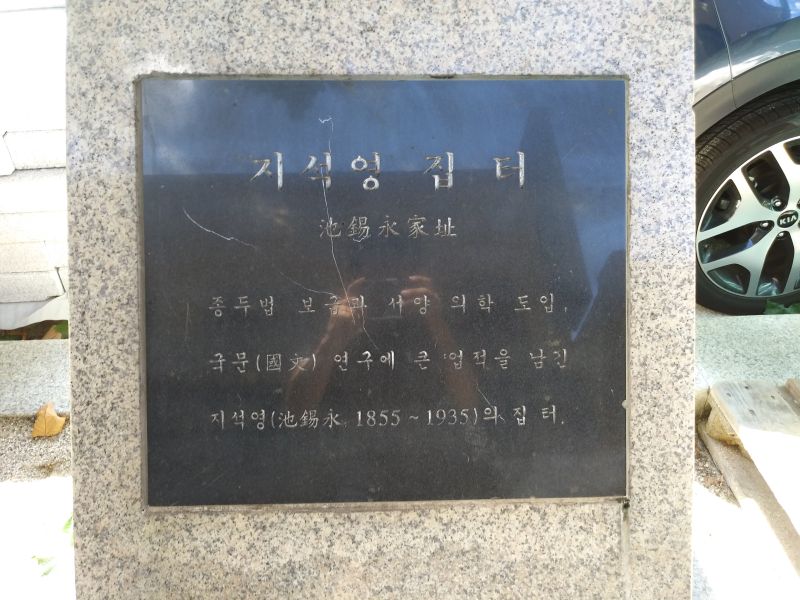 지석영 집 터
池錫永家址
종두법 보급과 서양 의학 도입,
국문(國文) 연구에 큰 업적을 남긴
지석영(池錫永, 1855~1935)의 집 터.
KIA